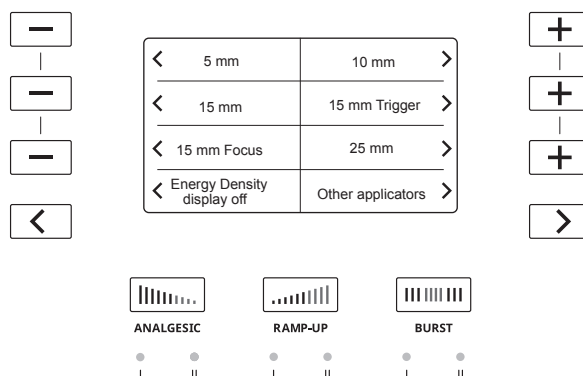 5 mm
10 mm
15 mm
15 mm Trigger
15 mm Focus
25 mm
Energy Density
display off
Other applicators
ANALGESIC
RAMP-UP
BURST
I II I II I II